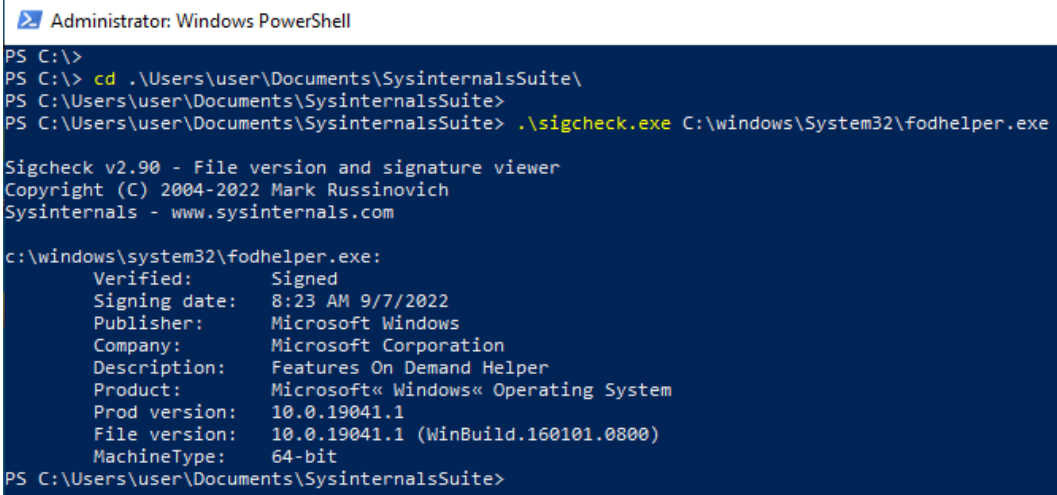 Administrator: Windows PowerShell
PS C:\>
PS C:\> cd .\Users\user\Documents\SysinternalsSuite\
PS C:\Users\user\Documents\SysinternalsSuite>
PS C:\Users\user\Documents\SysinternalsSuite> .\sigcheck.exe C:\windows\System32\fodhelper.exe
Sigcheck v2.90 - File version and signature viewer
Copyright (C) 2004-2022 Mark Russinovich
Sysinternals - www.sysinternals.com
c:\windows\system32\fodhelper.exe:
Verified: Signed
Signing date: 8:23 AM 9/7/2022
Publisher: Microsoft Windows
Company: Microsoft Corporation
Description: Features On Demand Helper
Product: Microsoft« Windows« Operating System
Prod version: 10.0.19041.1
File version: 10.0.19041.1 (WinBuild.160101.0800)
MachineType: 64-bit
PS C:\Users\user\Documents\SysinternalsSuite>